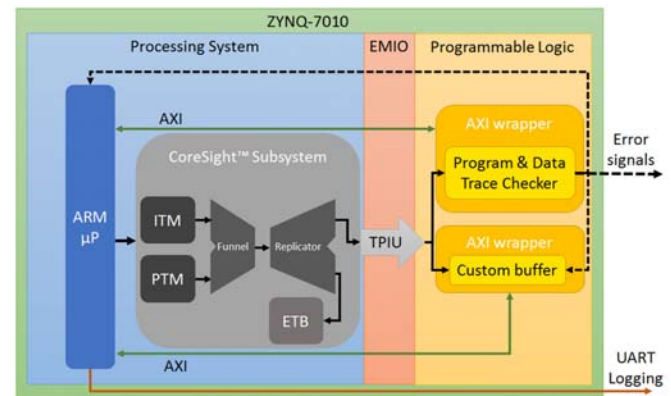 ZYNQ-7010
Processing System
EMIO
Programmable Logic
AXI
AXI wrapper
Error
signals
CoreSight™ Subsystem
Program & Data
Trace Checker
ARM
µP
ITM
Funnel
Replicator
TPIU
AXI wrapper
PTM
Custom buffer
ETB
AXI
UART
Logging